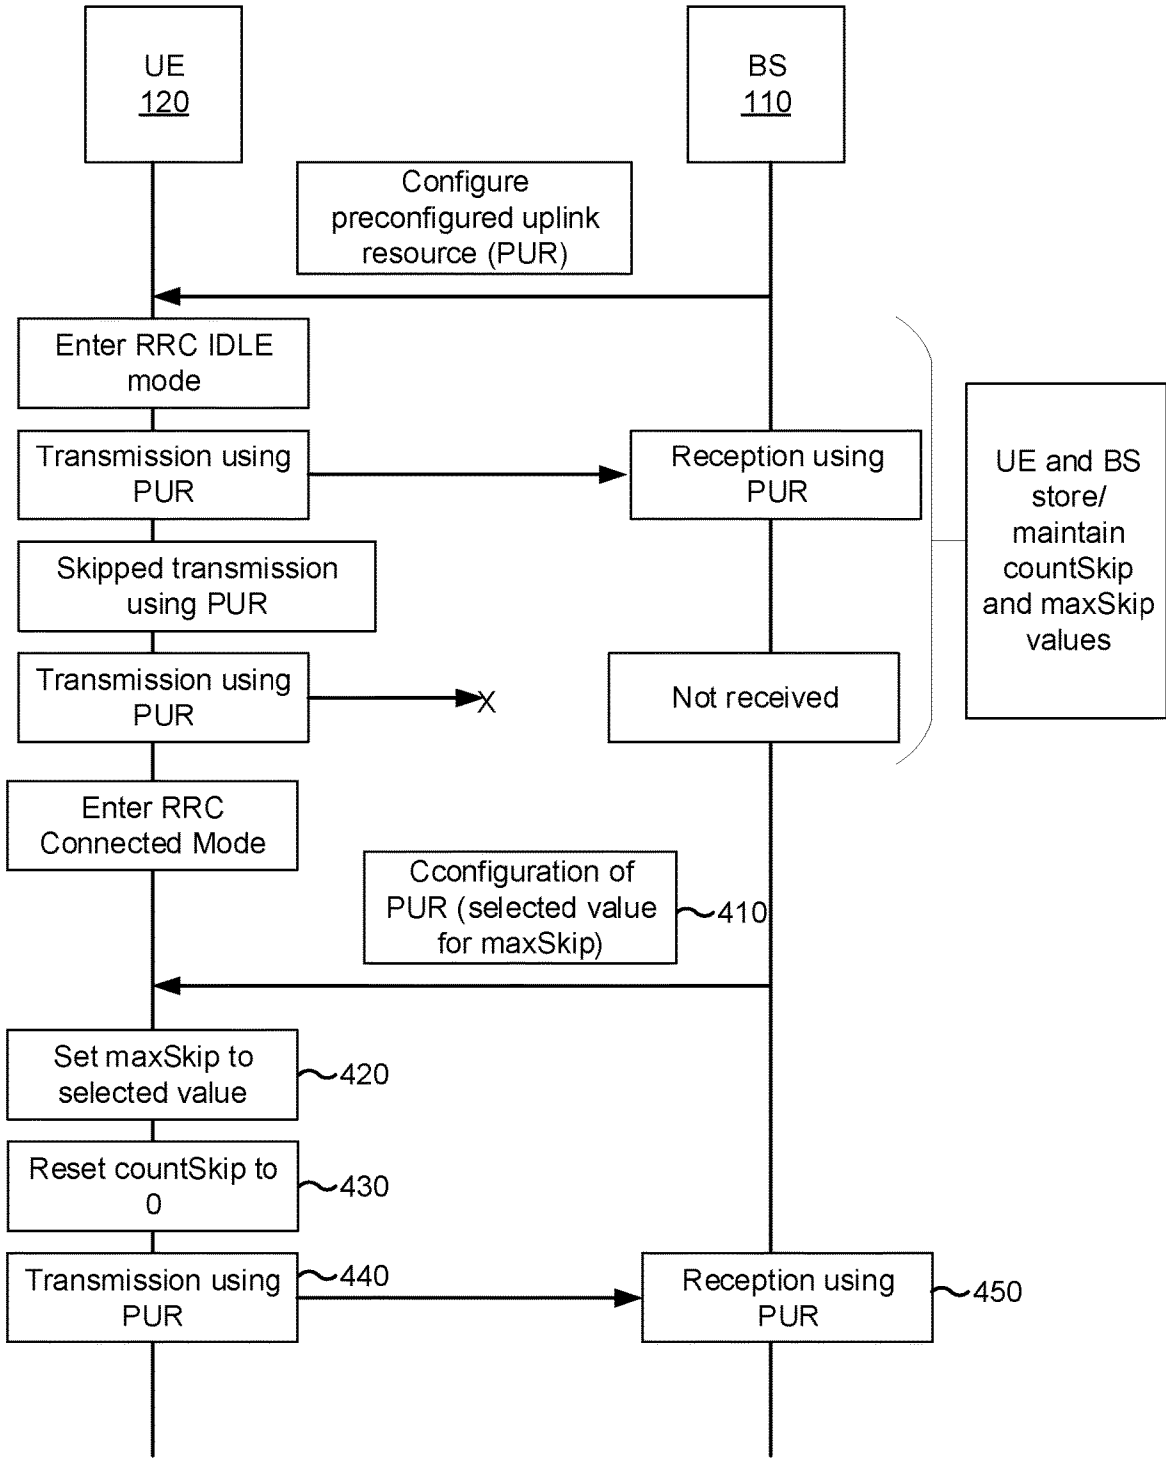 UE
120
BS
110
Configure
preconfigured uplink
resource (PUR)
Enter RRC IDLE
mode
Transmission using
PUR
Reception using
PUR
UE and BS
store/
maintain
countSkip
and maxSkip
values
Skipped transmission
using PUR
Transmission using
PUR
X
Not received
Enter RRC
Connected Mode
Cconfiguration of
PUR (selected value
for maxSkip)
410
Set maxSkip to
selected value
420
Reset countSkip to
0
430
Transmission using
PUR
440
Reception using
PUR
450